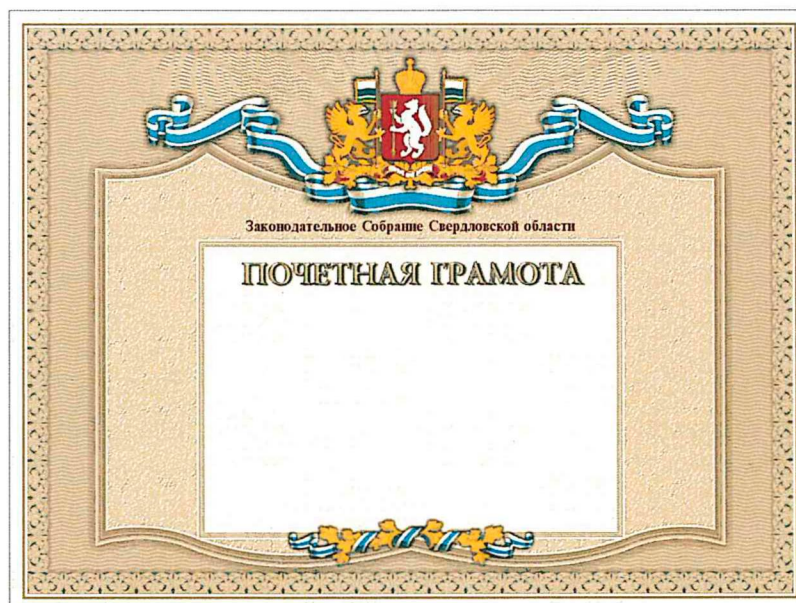 Законодательное Собрание Свердловской области
ПОЧЕТНАЯ ГРАМОТА